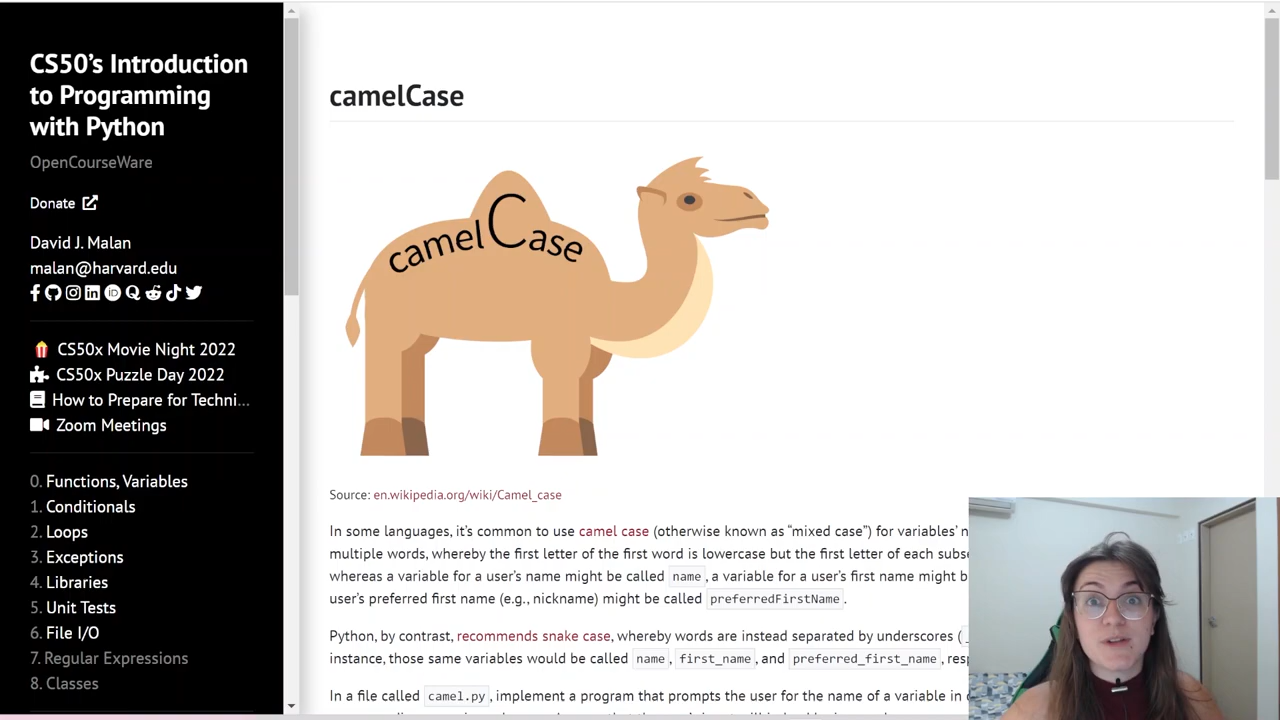 CS50’s Introduction
to Programming
with Python
OpenCourseWare
Donate
David J. Malan
malan@harvard.edu
CS50x Movie Night 2022
CS50x Puzzle Day 2022
How to Prepare for Techni...
Zoom Meetings
0. Functions, Variables
1. Conditionals
2. Loops
3. Exceptions
4. Libraries
5. Unit Tests
6. File I/O
7. Regular Expressions
8. Classes
camelCase
camelCase
Source: en.wikipedia.org/wiki/Camel_case
In some languages, it’s common to use camel case (otherwise known as “mixed case”) for variables’
multiple words, whereby the first letter of the first word is lowercase but the first letter of each
whereas a variable for a user’s name might be called name, a variable for a user’s first name might
user’s preferred first name (e.g., nickname) might be called preferredFirstName.
Python, by contrast, recommends snake case, whereby words are instead separated by underscores (
instance, those same variables would be called name, first_name, and preferred_first_name,
In a file called camel.py, implement a program that prompts the user for the name of a variable in